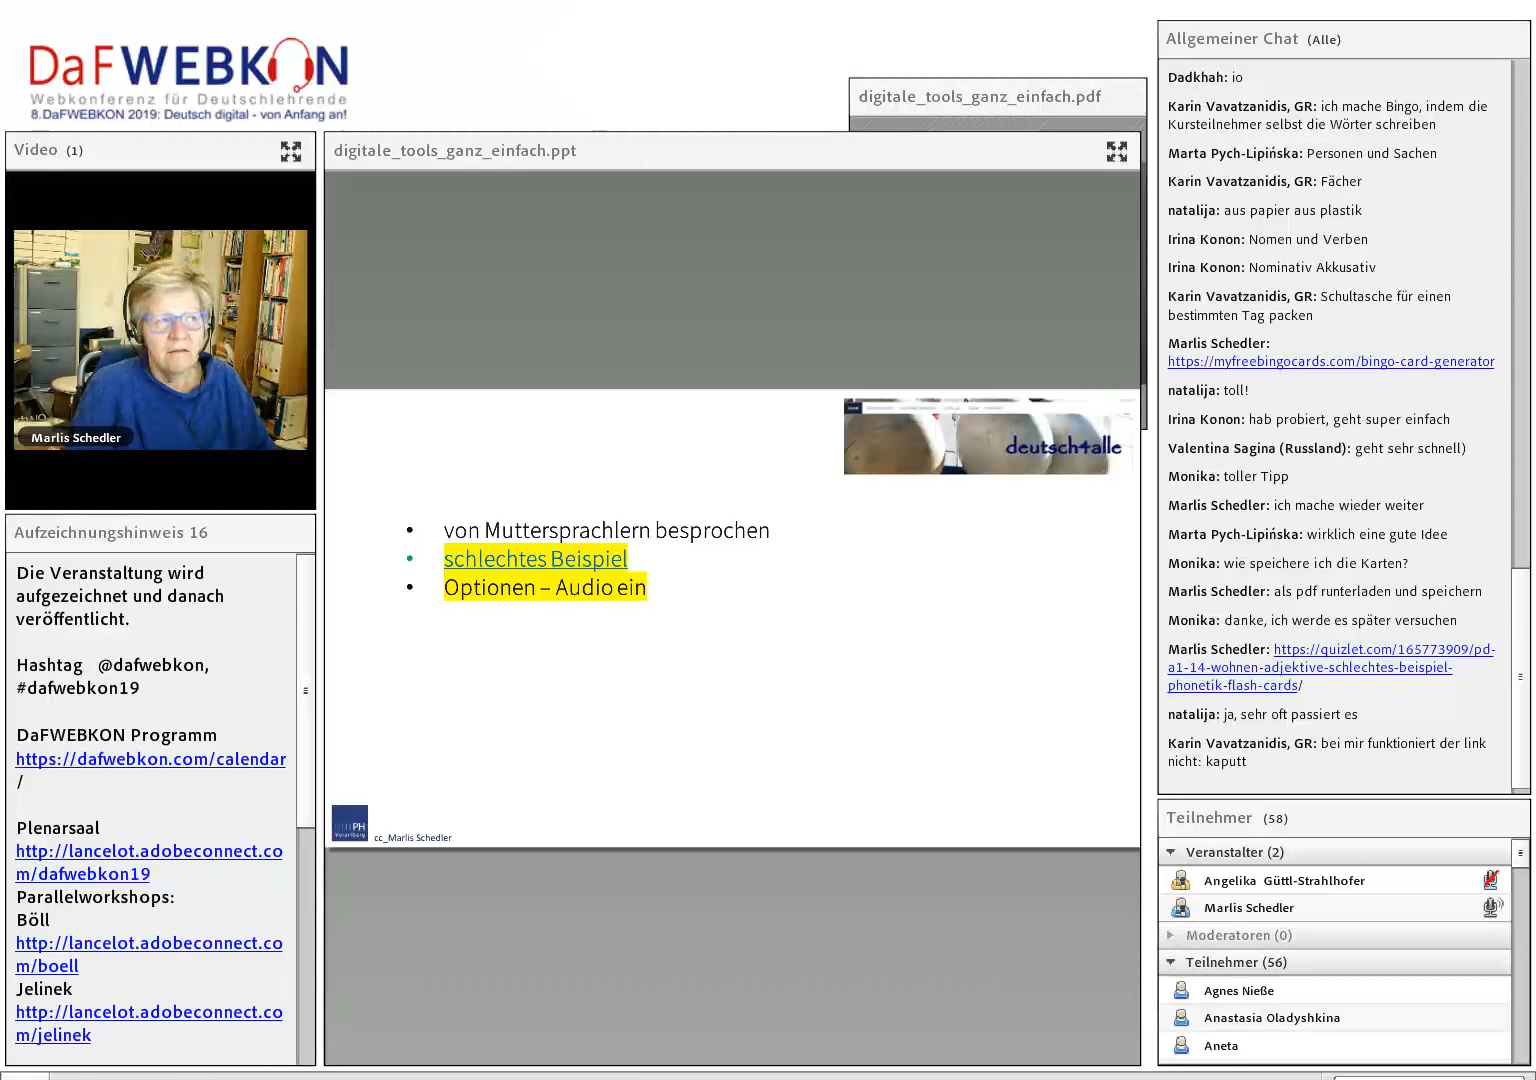 DaFWEBKON
Webkonferenz für Deutschlehrende
8.DaFWEBKON 2019: Deutsch digital - von Anfang an!
Video (1)
Marlis Schedler
Aufzeichnungshinweis 16
Die Veranstaltung wird
aufgezeichnet und danach
veröffentlicht.
Hashtag @dafwebkon,
#dafwebkon19
DaFWEBKON Programm
https://dafwebkon.com/calendar
/
Plenarsaal
http://lancelot.adobeconnect.co
m/dafwebkon19
Parallelworkshops:
Böll
http://lancelot.adobeconnect.co
m/boell
Jelinek
http://lancelot.adobeconnect.co
m/jelinek
digitale_tools_ganz_einfach.pdf
digitale_tools_ganz_einfach.ppt
deutsch4alle
• von Muttersprachlern besprochen
• schlechtes Beispiel
• Optionen – Audio ein
PH
Vorarlberg
cc_Marlis Schedler
Allgemeiner Chat (Alle)
Dadkhah: io
Karin Vavatzanidis, GR: ich mache Bingo, indem die
Kursteilnehmer selbst die Wörter schreiben
Marta Pych-Lipińska: Personen und Sachen
Karin Vavatzanidis, GR: Fächer
natalija: aus papier aus plastik
Irina Konon: Nomen und Verben
Irina Konon: Nominativ Akkusativ
Karin Vavatzanidis, GR: Schultasche für einen
bestimmten Tag packen
Marlis Schedler:
https://myfreebingocards.com/bingo-card-generator
natalija: toll!
Irina Konon: hab probiert, geht super einfach
Valentina Sagina (Russland): geht sehr schnell)
Monika: toller Tipp
Marlis Schedler: ich mache wieder weiter
Marta Pych-Lipińska: wirklich eine gute Idee
Monika: wie speichere ich die Karten?
Marlis Schedler: als pdf runterladen und speichern
Monika: danke, ich werde es später versuchen
Marlis Schedler: https://quizlet.com/165773909/pd-
a1-14-wohnen-adjektive-schlechtes-beispiel-
phonetik-flash-cards/
natalija: ja, sehr oft passiert es
Karin Vavatzanidis, GR: bei mir funktioniert der link
nicht: kaputt
Teilnehmer (58)
Veranstalter (2)
Angelika Güttl-Strahlhofer
Marlis Schedler
Moderatoren (0)
Teilnehmer (56)
Agnes Nieße
Anastasia Oladyshkina
Aneta